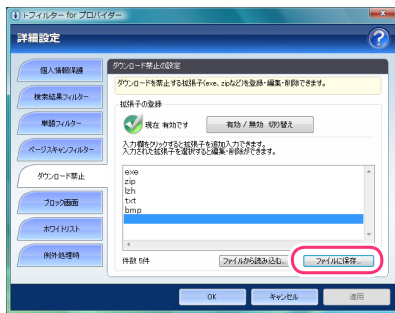 i-フィルター for プロバイダー
詳細設定
?
個人情報保護
検索結果フィルター
単語フィルター
ページスキャンフィルター
ダウンロード禁止
ブロック画面
ホワイトリスト
例外処理時
ダウンロード禁止の設定
ダウンロードを禁止する拡張子(exe、zipなど)を登録・編集・削除できます。
拡張子の登録
現在 有効です
有効 / 無効 切り替え
入力欄をクリックすると拡張子を追加入力できます。
入力された拡張子を選択すると編集・削除ができます。
exe
zip
lzh
txt
bmp
件数 5件
ファイルから読み込む...
ファイルに保存...
OK
キャンセル
適用